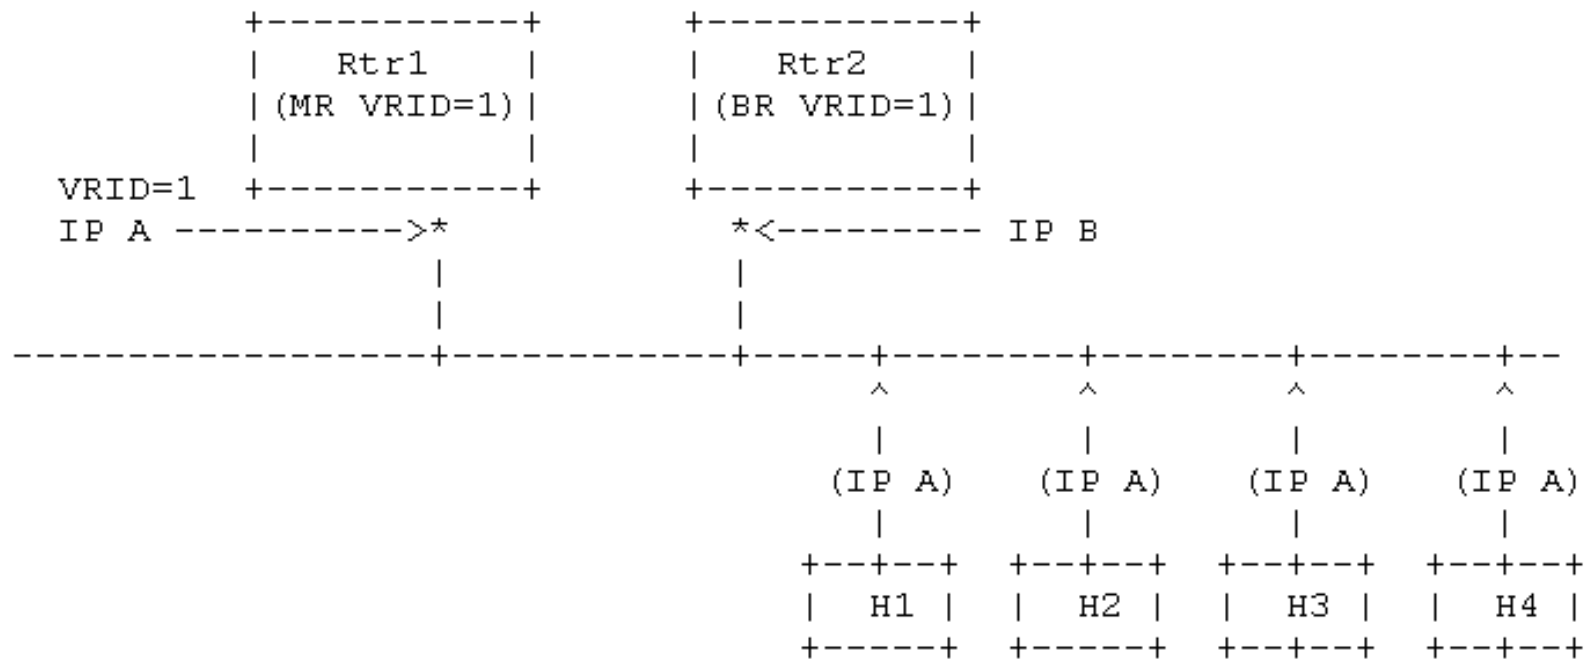 +-----------+      +-----------+
     |   Rtr1    |      |   Rtr2    |
     |(MR VRID=1)|      |(BR VRID=1)|
     |           |      |           |
VRID=1  +-----------+      +-----------+
IP A ---------->*            *<--------- IP B
                |            |
                |            |
------------------+------------+-----+--------+--------+--------+--
                                     ^        ^        ^        ^
                                     |        |        |        |
                                   (IP A)   (IP A)   (IP A)   (IP A)
                                     |        |        |        |
                                  +--+--+  +--+--+  +--+--+  +--+--+
                                  |  H1 |  |  H2 |  |  H3 |  |  H4 |
                                  +-----+  +-----+  +--+--+  +--+--+